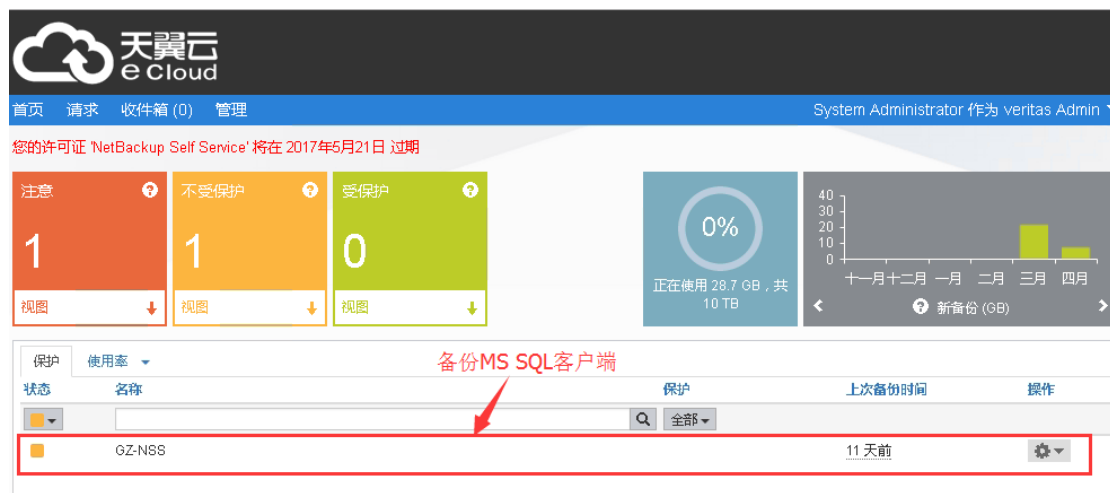 天翼云
e Cloud
首页 请求 收件箱 (0) 管理 System Administrator 作为 veritas Admin
您的许可证 'NetBackup Self Service' 将在 2017年5月21日 过期
注意 ? 不受保护 ? 受保护 ?
1 1 0
视图 视图 视图
0%
正在使用 28.7 GB，共
10 TB
40
30
20
10
0
十一月 十二月 一月 二月 三月 四月
? 新备份 (GB)
备份MS SQL客户端
保护 使用率
状态 名称 保护 上次备份时间 操作
全部
GZ-NSS 11 天前